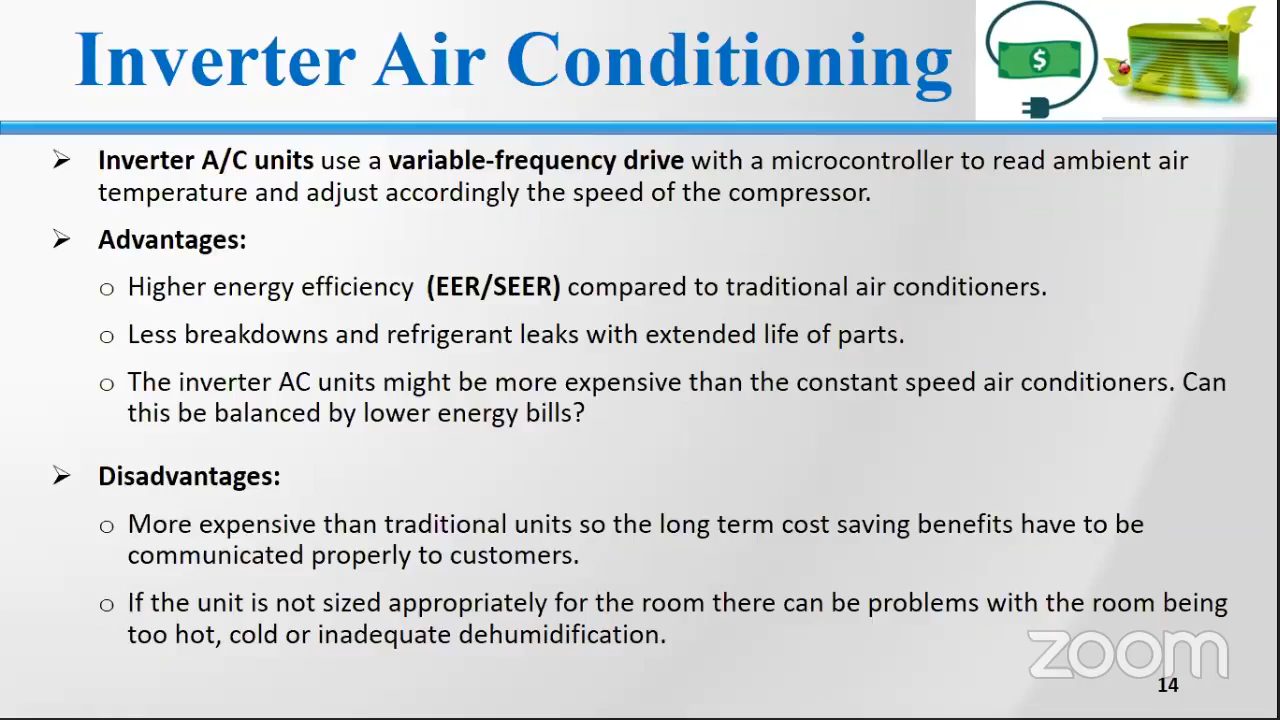 Inverter Air Conditioning
$
Inverter A/C units use a variable-frequency drive with a microcontroller to read ambient air
temperature and adjust accordingly the speed of the compressor.
Advantages:
Higher energy efficiency (EER/SEER) compared to traditional air conditioners.
Less breakdowns and refrigerant leaks with extended life of parts.
The inverter AC units might be more expensive than the constant speed air conditioners. Can
this be balanced by lower energy bills?
Disadvantages:
More expensive than traditional units so the long term cost saving benefits have to be
communicated properly to customers.
If the unit is not sized appropriately for the room there can be problems with the room being
too hot, cold or inadequate dehumidification.
zoom
14